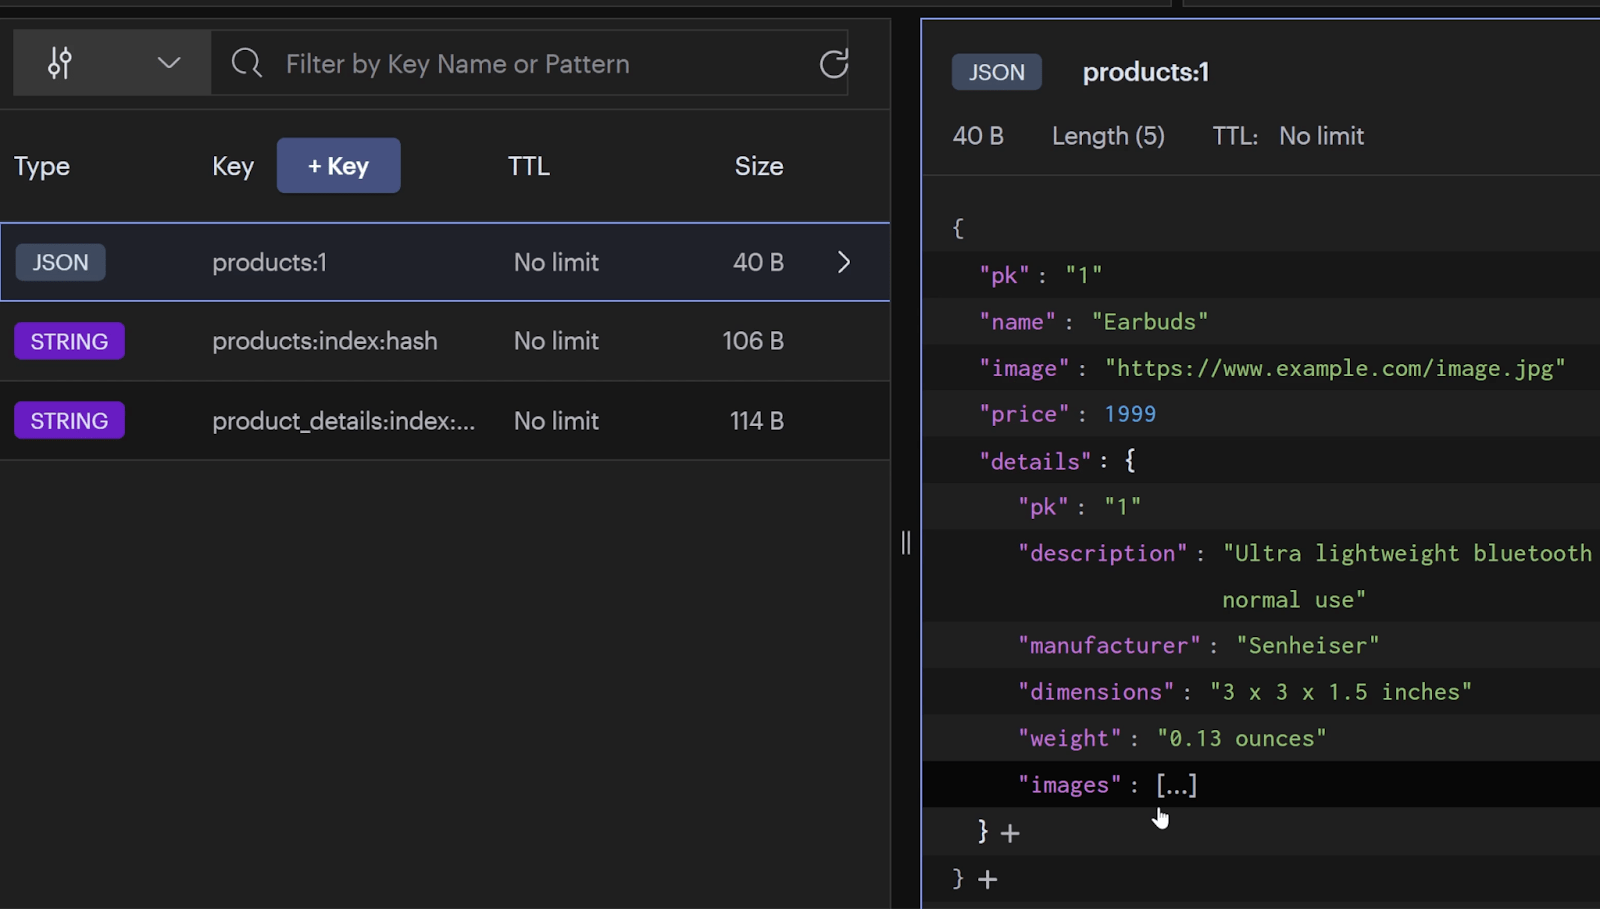 Filter by Key Name or Pattern
Type Key + Key TTL Size
JSON products:1 No limit 40 B
STRING products:index:hash No limit 106 B
STRING product_details:index:... No limit 114 B
JSON products:1
40 B Length (5) TTL: No limit
{
"pk" : "1"
"name" : "Earbuds"
"image" : "https://www.example.com/image.jpg"
"price" : 1999
"details" : {
"pk" : "1"
"description" : "Ultra lightweight bluetooth
normal use"
"manufacturer" : "Senheiser"
"dimensions" : "3 x 3 x 1.5 inches"
"weight" : "0.13 ounces"
"images" : [...]
} +
} +